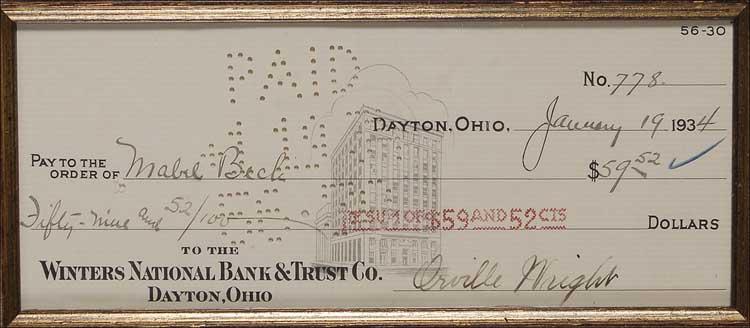 56-30
No. 778
PAID
DAYTON, OHIO, January 19 1934
PAY TO THE
ORDER OF Mabel Beck $59 52
Fifty-nine and 52/100 SUM OF $59 AND 52 CTS DOLLARS
TO THE
WINTERS NATIONAL BANK & TRUST CO.
DAYTON, OHIO
Orville Wright